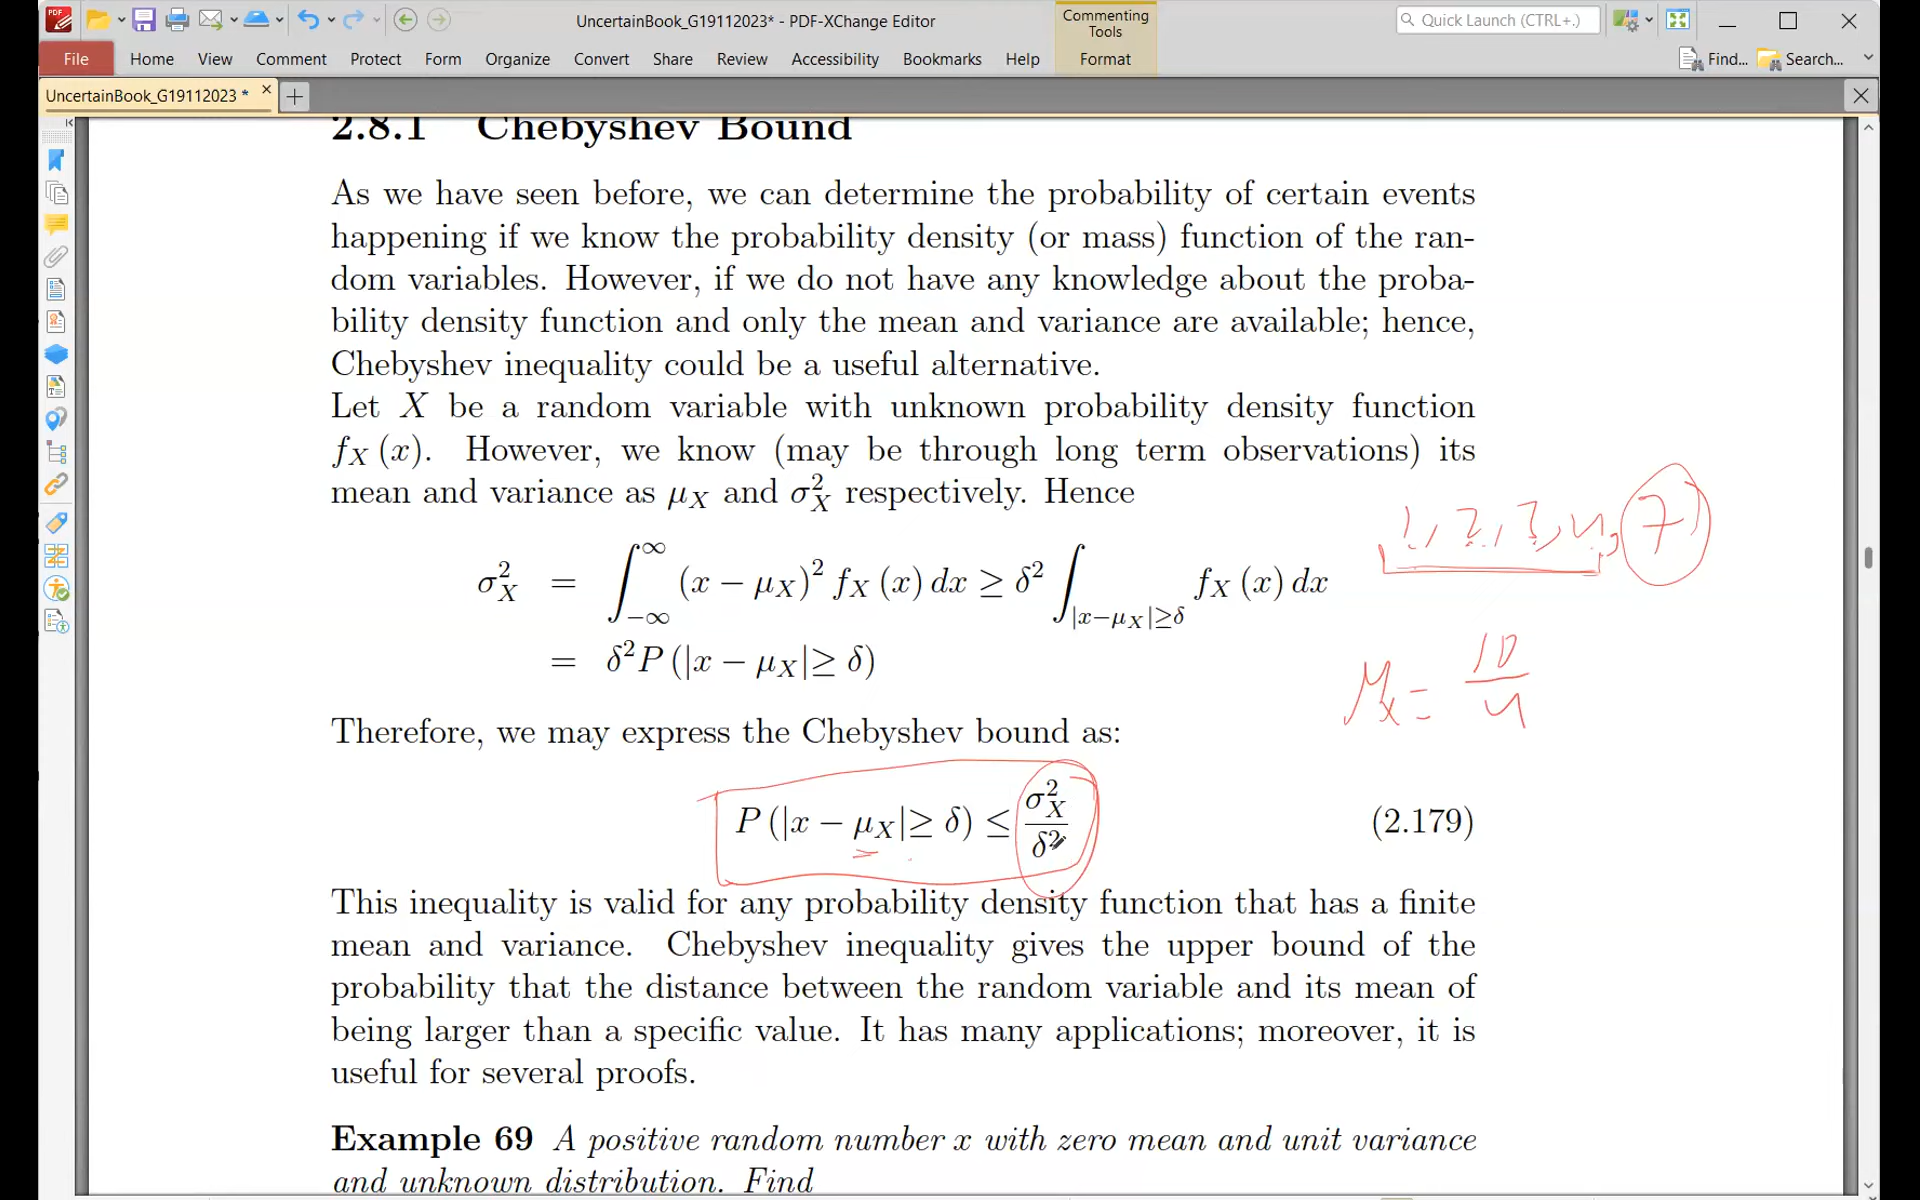 UncertainBook_G19112023* - PDF-XChange Editor
Commenting Tools
Quick Launch (CTRL+.)
File Home View Comment Protect Form Organize Convert Share Review Accessibility Bookmarks Help Format Find... Search...
UncertainBook_G19112023 *
2.8.1 Chebyshev Bound
As we have seen before, we can determine the probability of certain events
happening if we know the probability density (or mass) function of the ran-
dom variables. However, if we do not have any knowledge about the proba-
bility density function and only the mean and variance are available; hence,
Chebyshev inequality could be a useful alternative.
Let X be a random variable with unknown probability density function
f_X (x). However, we know (may be through long term observations) its
mean and variance as μ_X and σ_X^2 respectively. Hence
1, 2, 3, 4, 7
σ_X^2 = ∫_{-∞}^{∞} (x − μ_X)^2 f_X (x) dx ≥ δ^2 ∫_{|x−μ_X|≥δ} f_X (x) dx
= δ^2 P (|x − μ_X| ≥ δ)
μ_x = 10/4
Therefore, we may express the Chebyshev bound as:
P (|x − μ_X| ≥ δ) ≤ σ_X^2/δ^2 (2.179)
This inequality is valid for any probability density function that has a finite
mean and variance. Chebyshev inequality gives the upper bound of the
probability that the distance between the random variable and its mean of
being larger than a specific value. It has many applications; moreover, it is
useful for several proofs.
Example 69 A positive random number x with zero mean and unit variance
and unknown distribution. Find